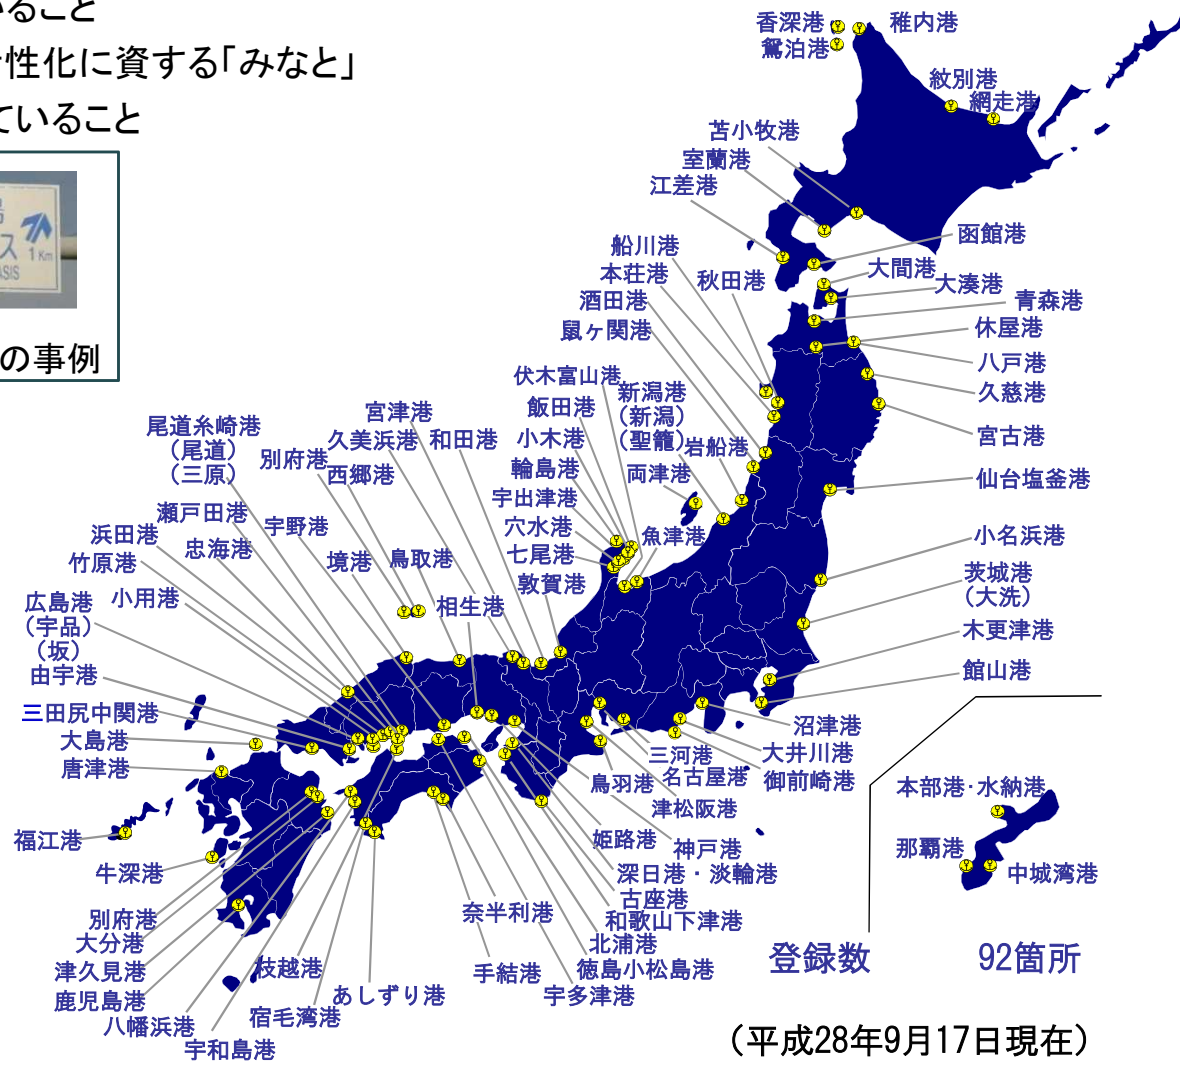 いること
性化に資する「みなと」
ていること
ス
1Km
ASIS
の事例
香深港
稚内港
鴛泊港
紋別港
網走港
苫小牧港
室蘭港
江差港
函館港
船川港
大間港
本荘港
秋田港
大湊港
酒田港
青森港
鼠ヶ関港
休屋港
八戸港
久慈港
宮古港
伏木富山港
新潟港
(新潟)
(聖籠)
飯田港
小木港
岩船港
輪島港
両津港
仙台塩釜港
宇出津港
穴水港
魚津港
小名浜港
七尾港
敦賀港
茨城港
(大洗)
木更津港
館山港
宮津港
尾道糸崎港
(尾道)
(三原)
久美浜港
和田港
別府港
西郷港
瀬戸田港
宇野港
浜田港
忠海港
境港
鳥取港
竹原港
小用港
相生港
広島港
(宇品)
(坂)
由宇港
三田尻中関港
大島港
唐津港
沼津港
三河港
大井川港
名古屋港
御前崎港
鳥羽港
津松阪港
姫路港
神戸港
深日港・淡輪港
古座港
和歌山下津港
北浦港
徳島小松島港
宇多津港
奈半利港
手結港
福江港
牛深港
別府港
大分港
津久見港
鹿児島港
八幡浜港
宇和島港
枝越港
宿毛湾港
あしずり港
本部港・水納港
那覇港
中城湾港
登録数 92箇所
(平成28年9月17日現在)